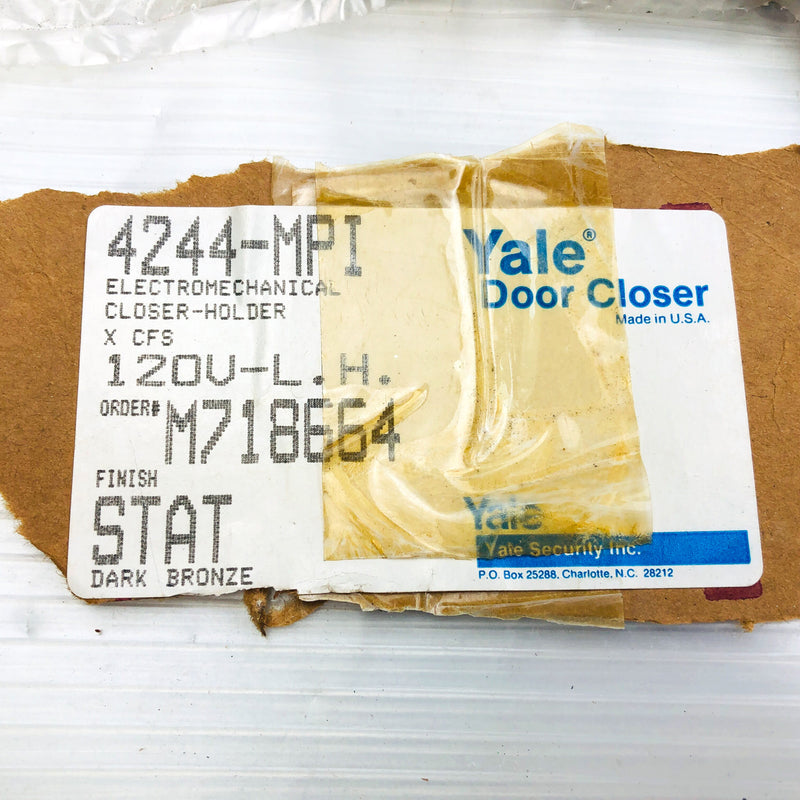 4244-MPI
ELECTROMECHANICAL
CLOSER-HOLDER
X CFS
120V-L.H.
ORDER# M718664
FINISH
STAT
DARK BRONZE
Yale®
Door Closer
Made in U.S.A.
Yale
Yale Security Inc.
P.O. Box 25288, Charlotte, N.C. 28212